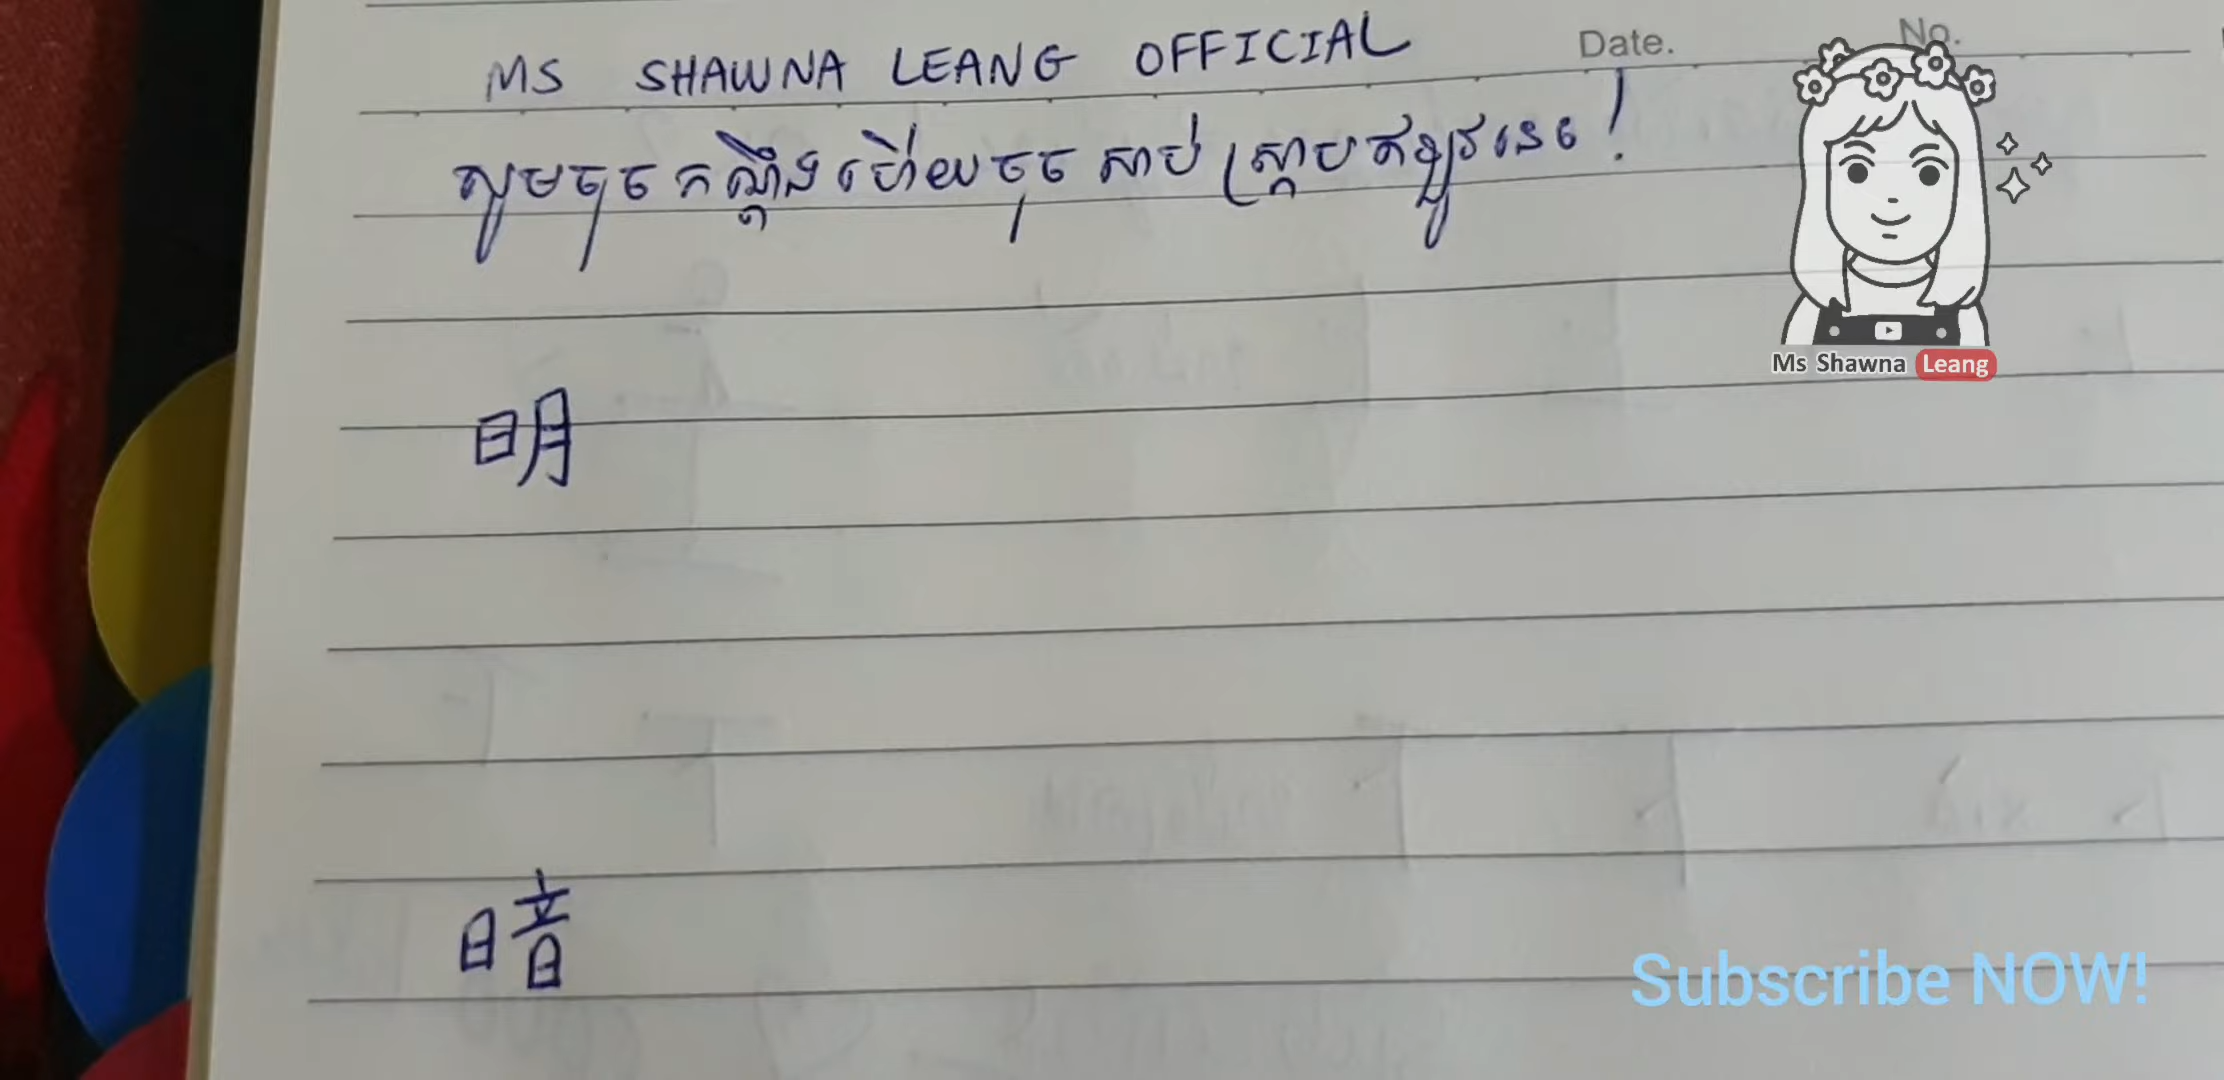 MS SHAWNA LEANG OFFICIAL
Date.
No.
សូមចុចកណ្ដឹងហើយចុចសាប់ស្ក្រាបឥឡូវនេះ!
Ms Shawna Leang
明
暗
Subscribe NOW!